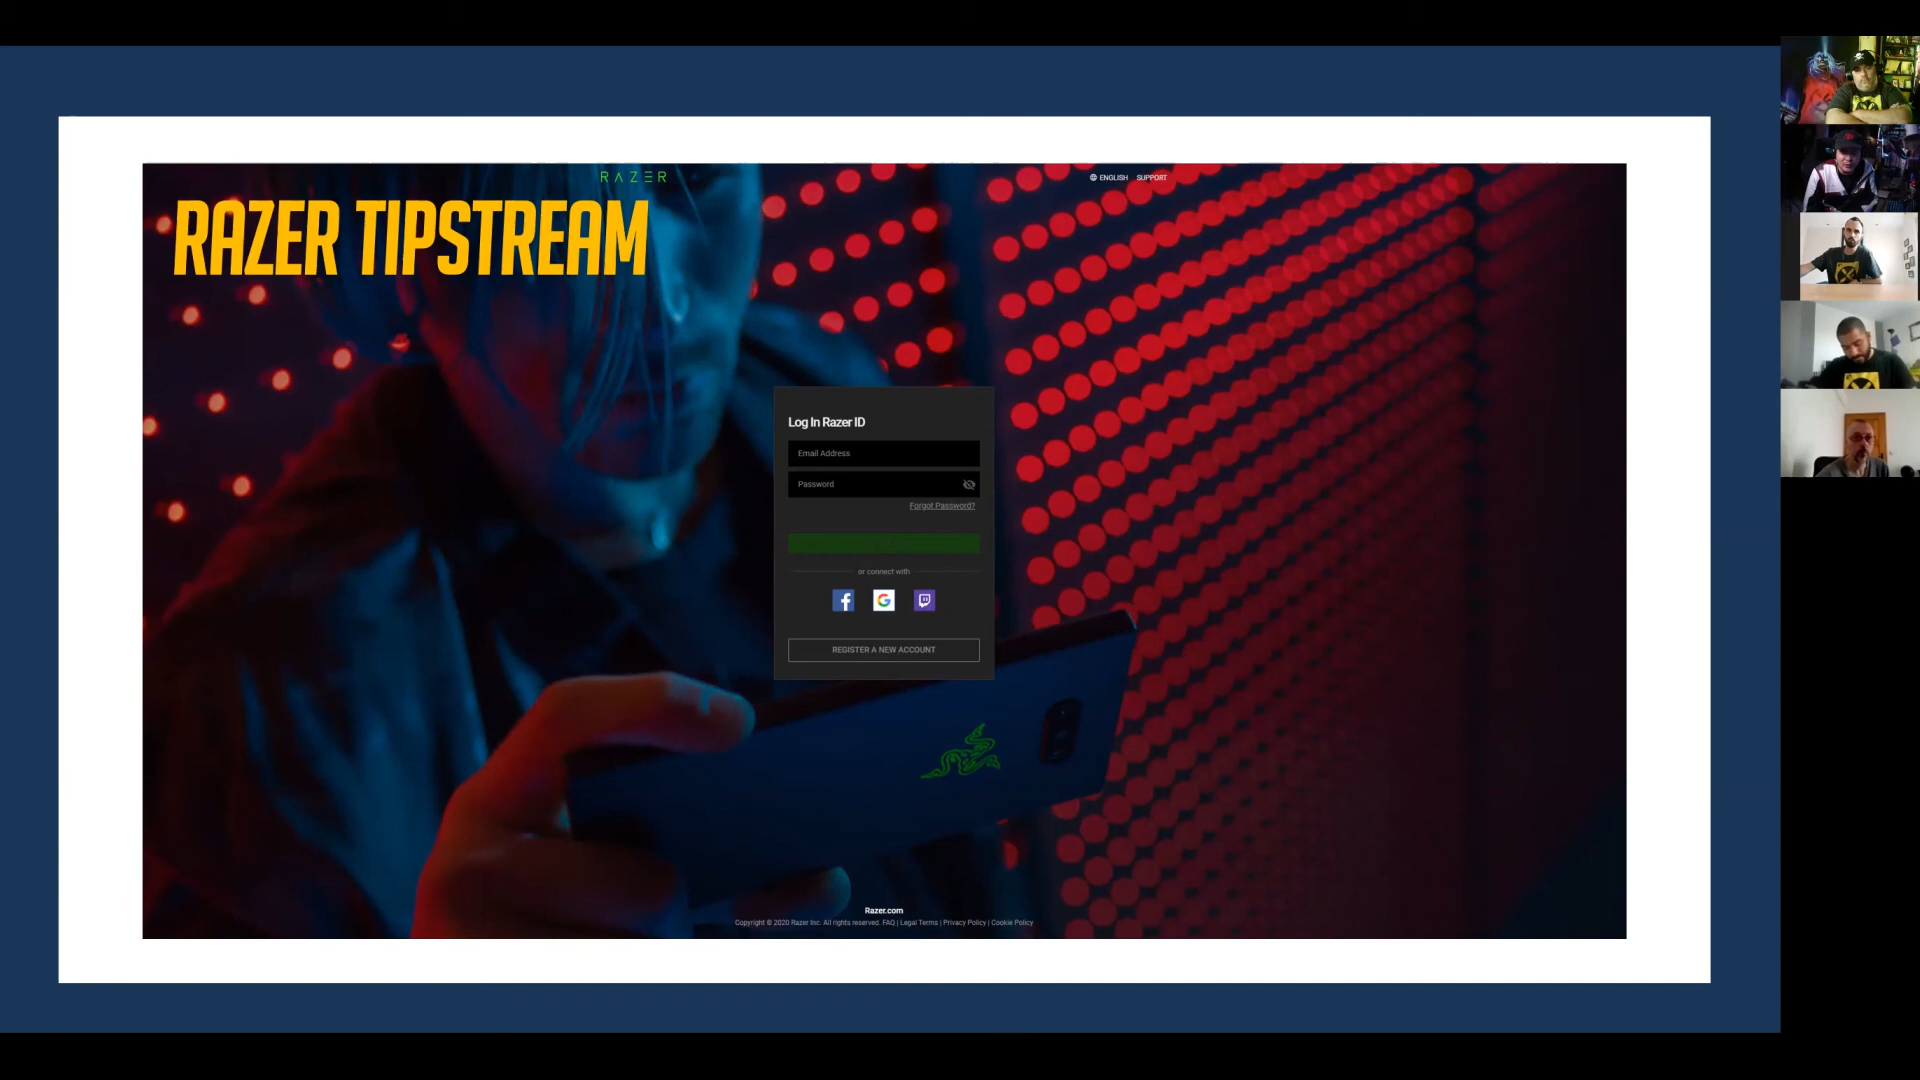 RAZER
ENGLISH SUPPORT
RAZER TIPSTREAM
Log In Razer ID
Email Address
Password
Forgot Password?
or connect with
REGISTER A NEW ACCOUNT
Razer.com
Copyright © 2020 Razer Inc. All rights reserved. FAQ | Legal Terms | Privacy Policy | Cookie Policy